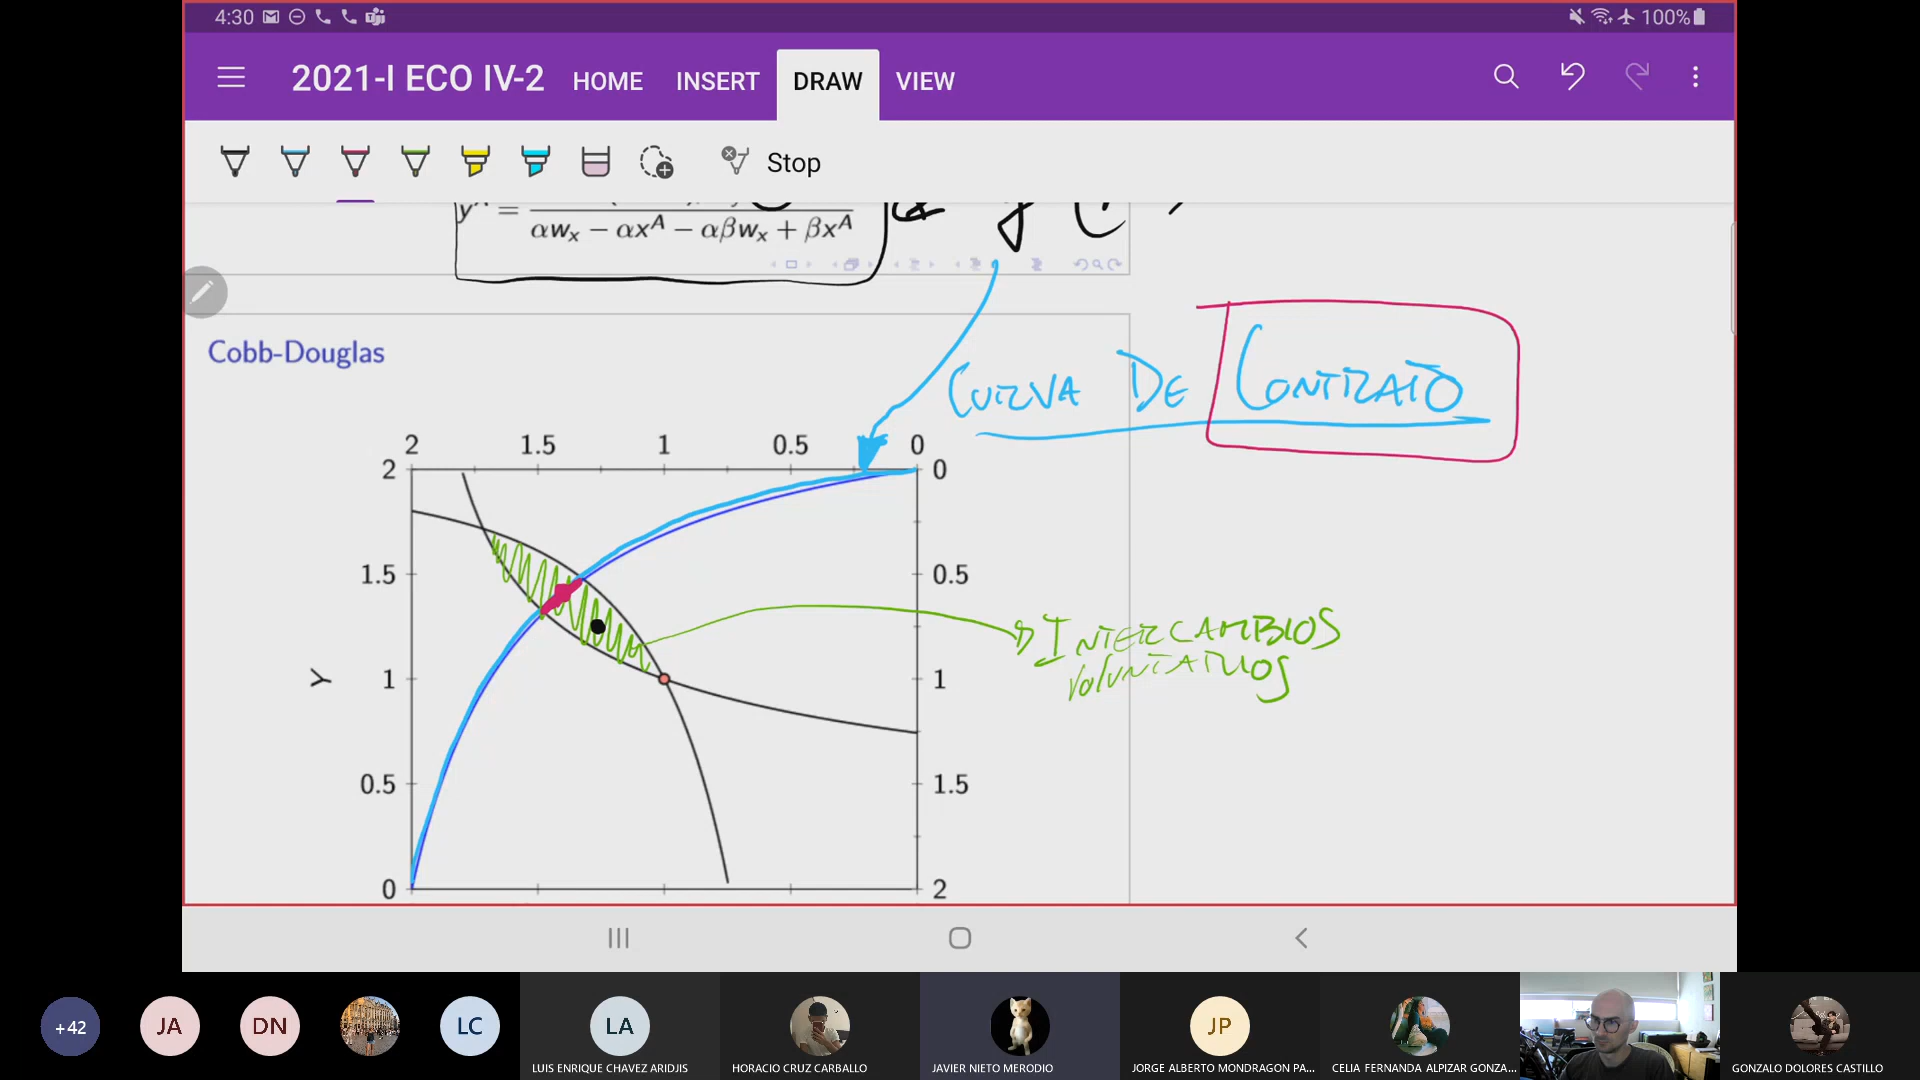 4:30
100%
2021-I ECO IV-2
HOME
INSERT
DRAW
VIEW
Stop
y =
αw_x − αx^A − αβw_x + βx^A
y
Cobb-Douglas
CURVA DE CONTRATO
2 1.5 1 0.5 0
2 0
1.5 0.5
Y 1 1
0.5 1.5
0 2
INTERCAMBIOS
VOLUNTARIOS
+42
JA
DN
LC
LA
JP
LUIS ENRIQUE CHAVEZ ARIDJIS
HORACIO CRUZ CARBALLO
JAVIER NIETO MERODIO
JORGE ALBERTO MONDRAGON PA...
CELIA FERNANDA ALPIZAR GONZA...
GONZALO DOLORES CASTILLO